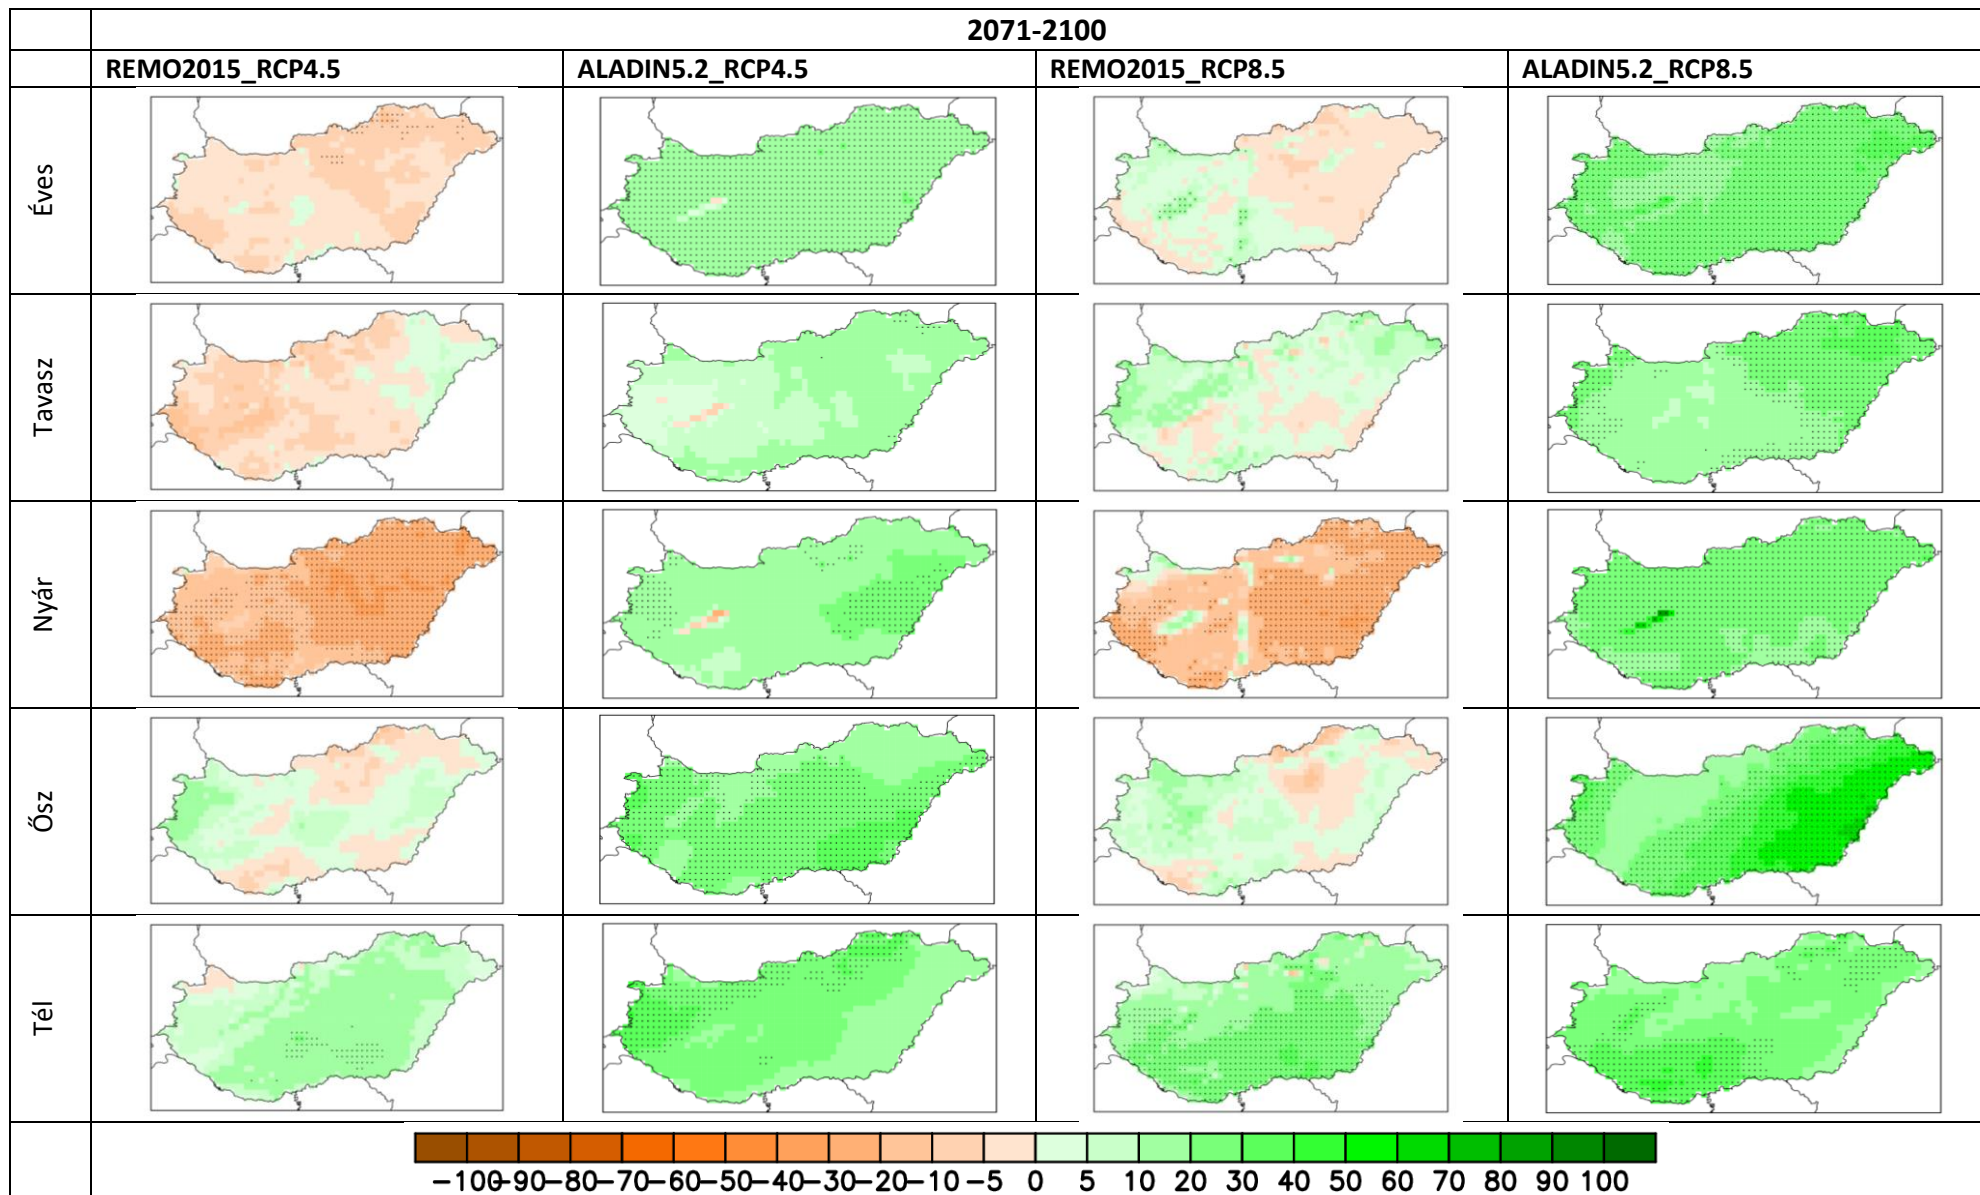 2071-2100
REMO2015_RCP4.5 ALADIN5.2_RCP4.5 REMO2015_RCP8.5 ALADIN5.2_RCP8.5
Éves
Tavasz
Nyár
Ősz
Tél
-100-90-80-70-60-50-40-30-20-10 -5 0 5 10 20 30 40 50 60 70 80 90 100